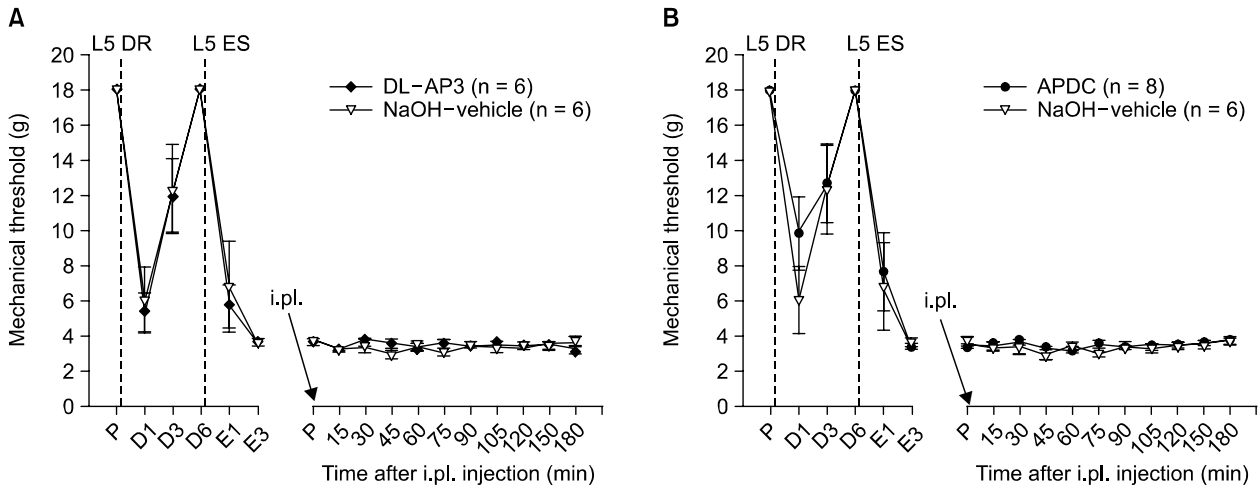 A
L5 DR
L5 ES
20
18
16
14
12
10
8
6
4
2
0
Mechanical threshold (g)
DL−AP3 (n = 6)
NaOH−vehicle (n = 6)
i.pl.
P
D1
D3
D6
E1
E3
P
15
30
45
60
75
90
105
120
150
180
Time after i.pl. injection (min)
B
L5 DR
L5 ES
20
18
16
14
12
10
8
6
4
2
0
Mechanical threshold (g)
APDC (n = 8)
NaOH−vehicle (n = 6)
i.pl.
P
D1
D3
D6
E1
E3
P
15
30
45
60
75
90
105
120
150
180
Time after i.pl. injection (min)